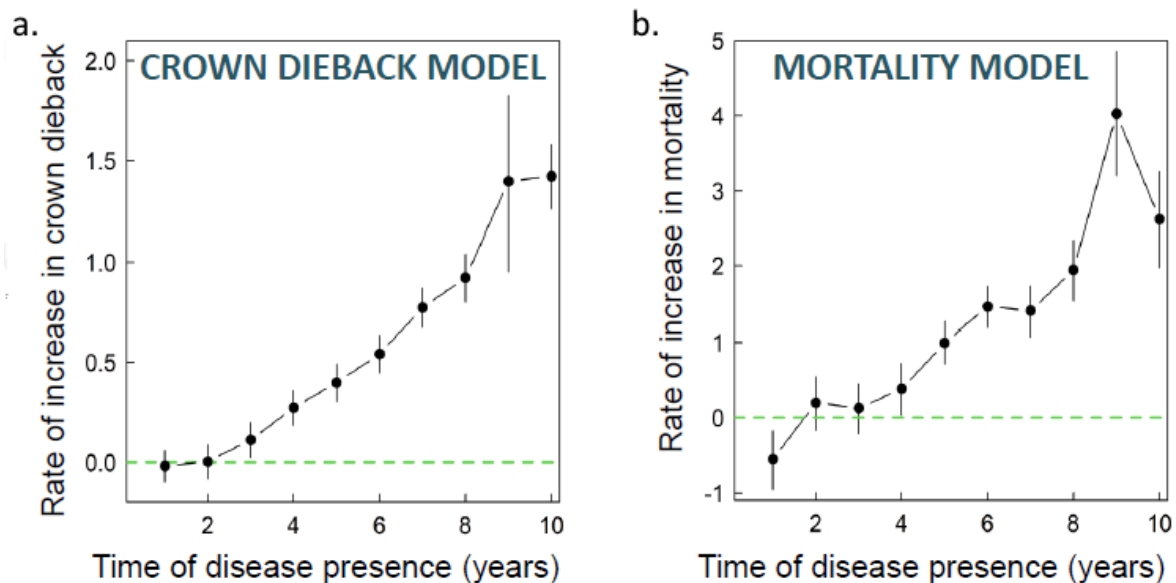 a.
CROWN DIEBACK MODEL
Rate of increase in crown dieback
2.0
1.5
1.0
0.5
0.0
2 4 6 8 10
Time of disease presence (years)
b.
MORTALITY MODEL
Rate of increase in mortality
5
4
3
2
1
0
-1
2 4 6 8 10
Time of disease presence (years)